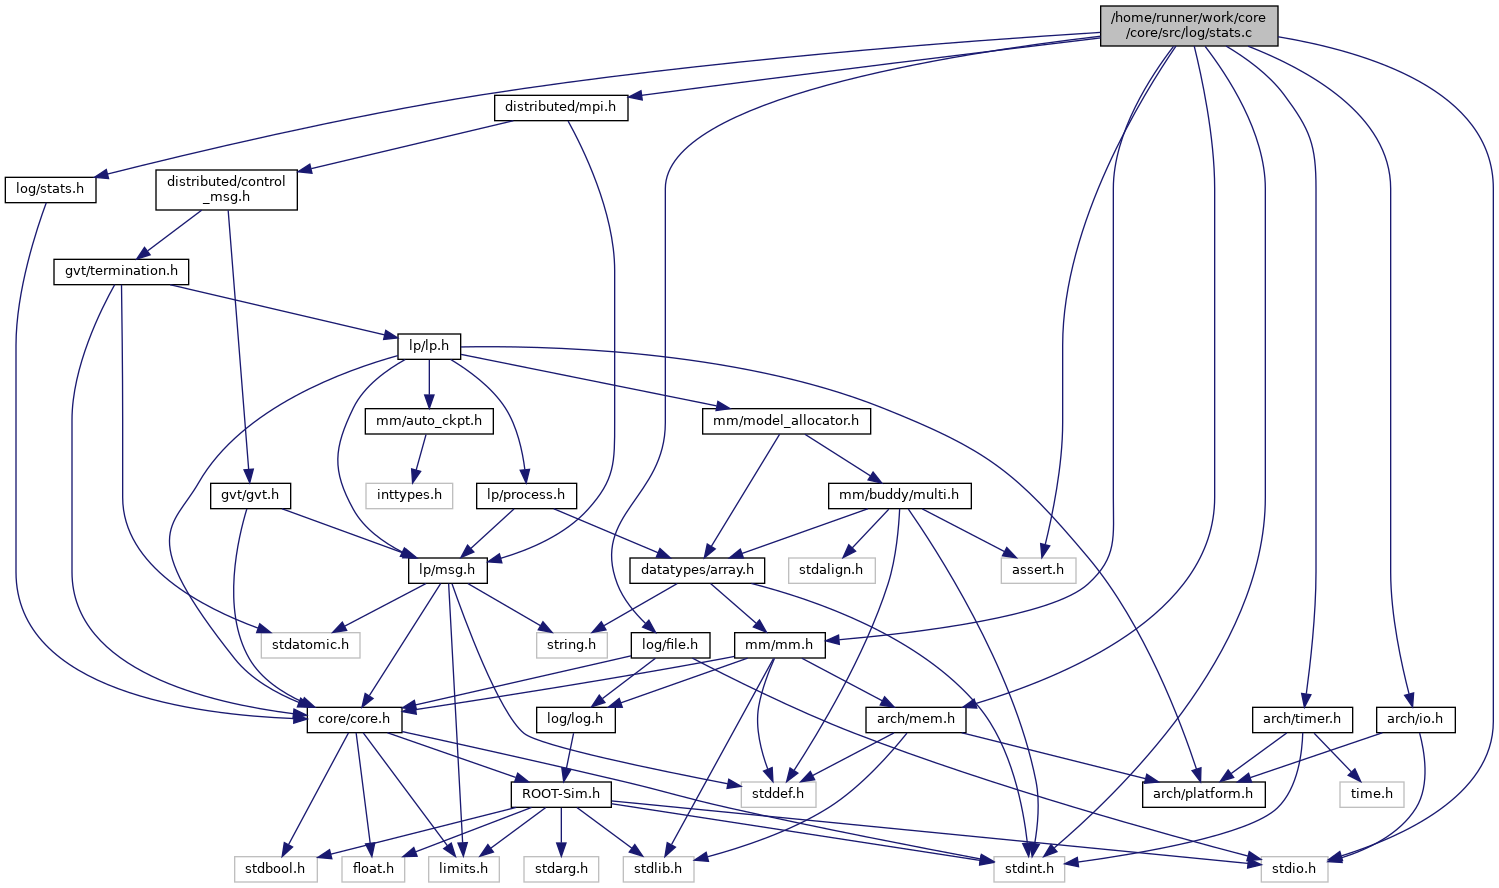 /home/runner/work/core
/core/src/log/stats.c
distributed/mpi.h
log/stats.h
distributed/control
_msg.h
gvt/termination.h
lp/lp.h
mm/auto_ckpt.h
mm/model_allocator.h
gvt/gvt.h
inttypes.h
lp/process.h
mm/buddy/multi.h
lp/msg.h
datatypes/array.h
stdalign.h
assert.h
stdatomic.h
string.h
log/file.h
mm/mm.h
core/core.h
log/log.h
arch/mem.h
arch/timer.h
arch/io.h
ROOT-Sim.h
stddef.h
arch/platform.h
time.h
stdbool.h
float.h
limits.h
stdarg.h
stdlib.h
stdint.h
stdio.h